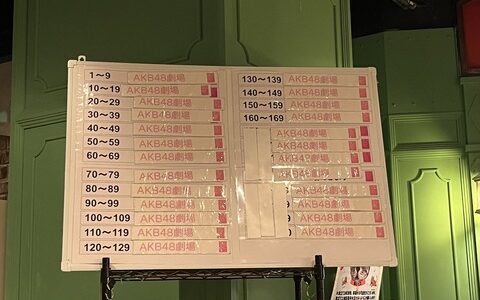 1～9 AKB48劇場
10～19 AKB48劇場
20～29 AKB48劇場
30～39 AKB48劇場
40～49 AKB48劇場
50～59 AKB48劇場
60～69 AKB48劇場
70～79 AKB48劇場
80～89 AKB48劇場
90～99 AKB48劇場
100～109 AKB48劇場
110～119 AKB48劇場
120～129 AKB48劇場
130～139 AKB48劇場
140～149 AKB48劇場
150～159 AKB48劇場
160～169 AKB48劇場
AKB48劇場
AKB48劇場
AKB48劇場
AKB48劇場
AKB48劇場
AKB48劇場
AKB48劇場